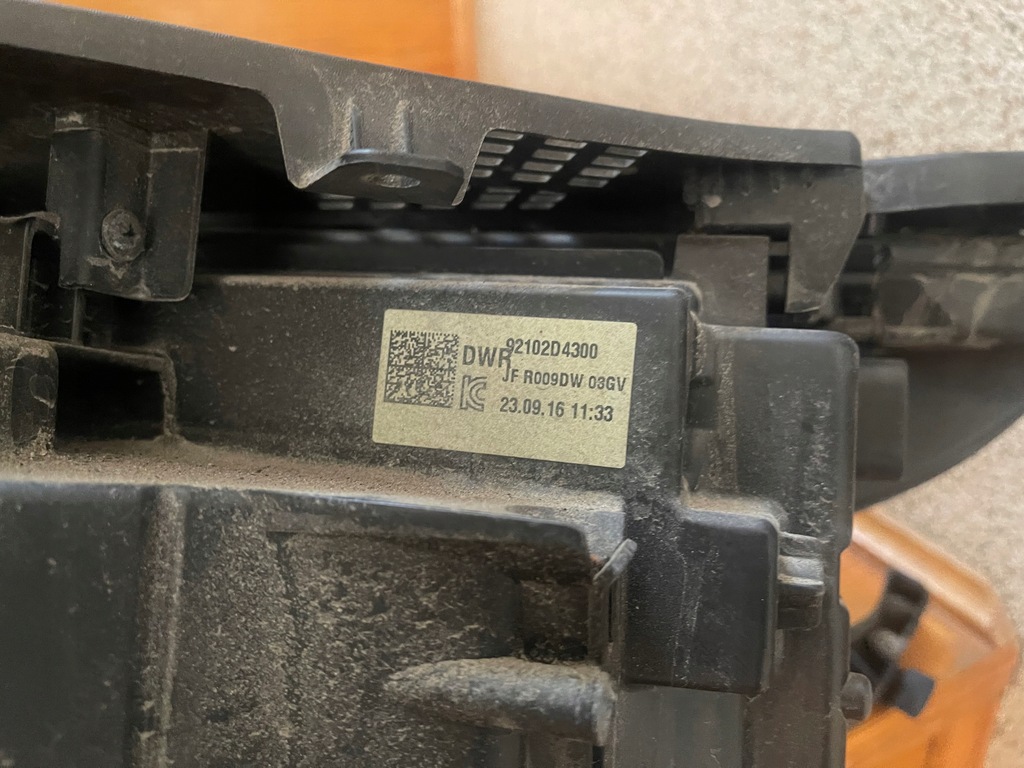 92102D4300
DWR
JF R009DW 03GV
23.09.16 11:33